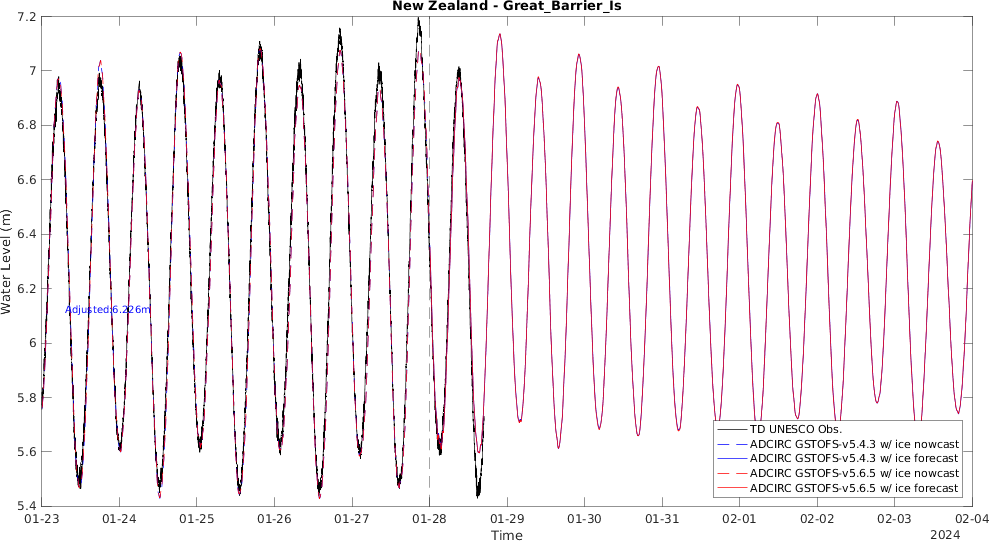 New Zealand - Great_Barrier_Is
7.2
7
6.8
6.6
6.4
6.2
6
5.8
5.6
5.4
Water Level (m)
Adjusted:6.226m
TD UNESCO Obs.
ADCIRC GSTOFS-v5.4.3 w/ ice nowcast
ADCIRC GSTOFS-v5.4.3 w/ ice forecast
ADCIRC GSTOFS-v5.6.5 w/ ice nowcast
ADCIRC GSTOFS-v5.6.5 w/ ice forecast
01-23 01-24 01-25 01-26 01-27 01-28 01-29 01-30 01-31 02-01 02-02 02-03 02-04
Time
2024